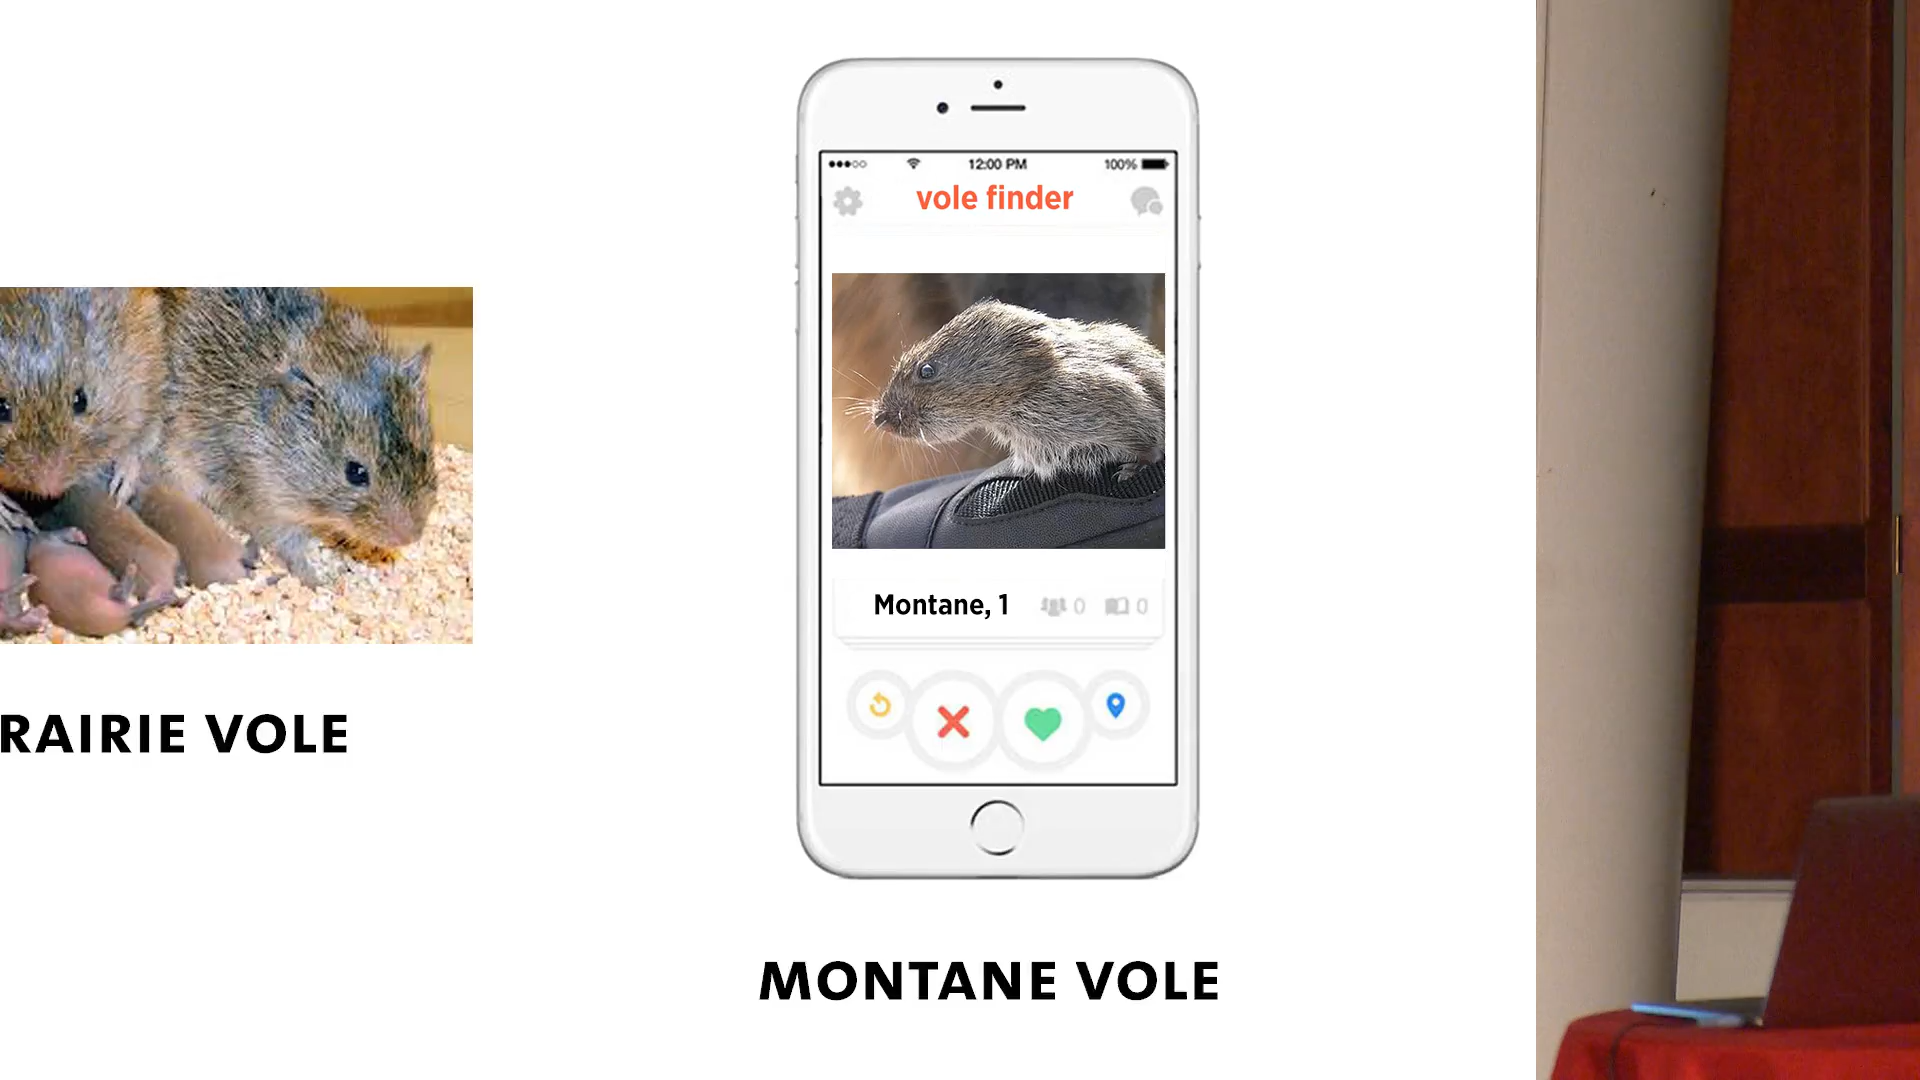 12:00 PM
100%
vole finder
Montane, 1
0
0
RAIRIE VOLE
MONTANE VOLE